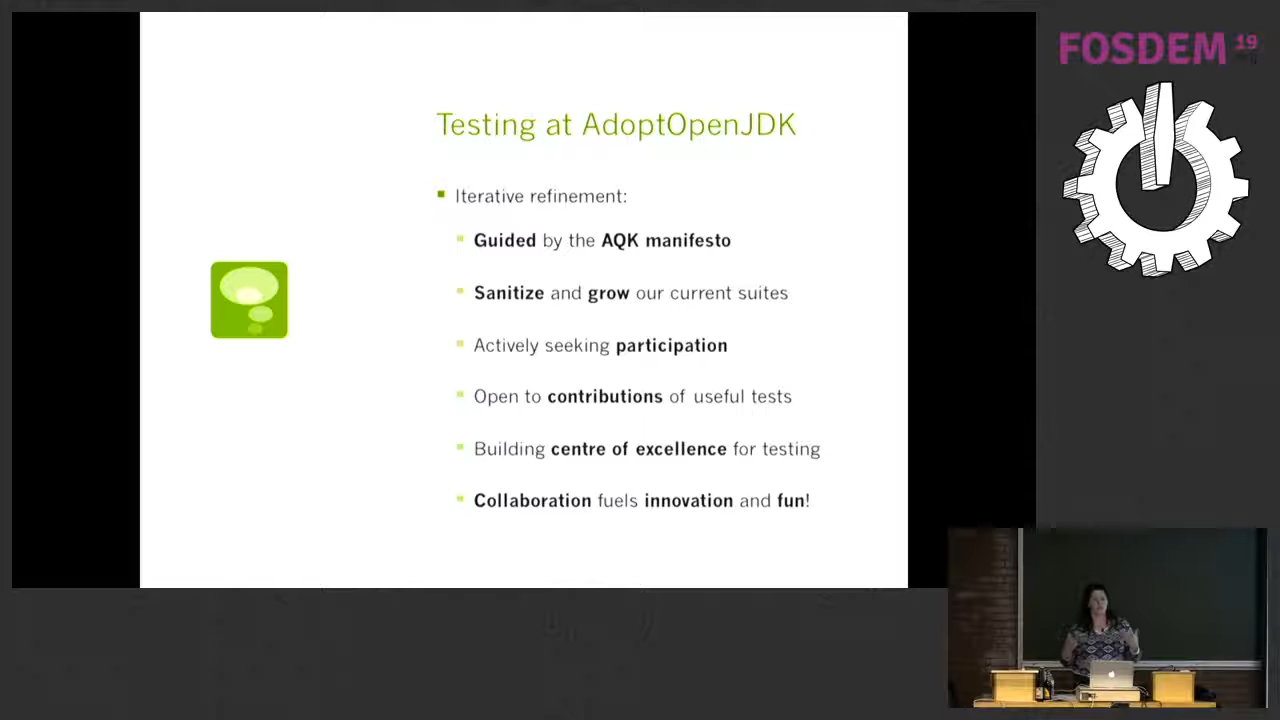 Testing at AdoptOpenJDK
Iterative refinement:
Guided by the AQK manifesto
Sanitize and grow our current suites
Actively seeking participation
Open to contributions of useful tests
Building centre of excellence for testing
Collaboration fuels innovation and fun!
FOSDEM 19